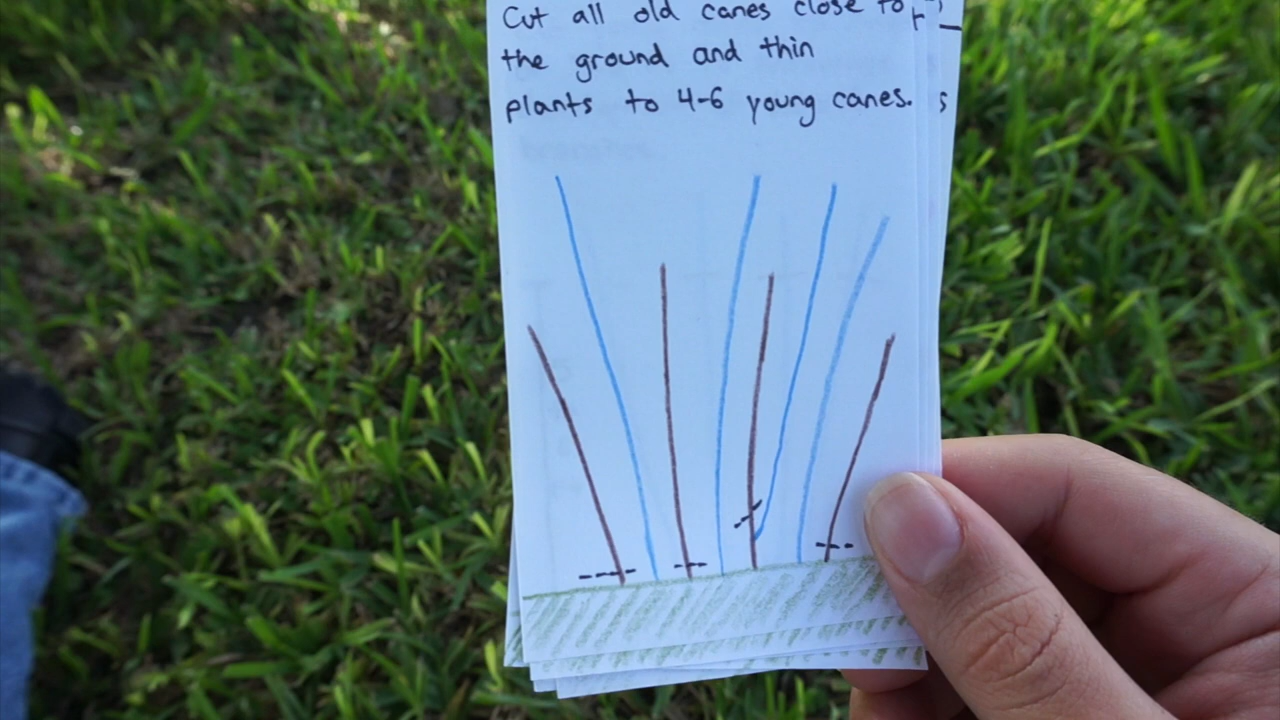 Cut all old canes close to
the ground and thin
plants to 4-6 young canes.
s